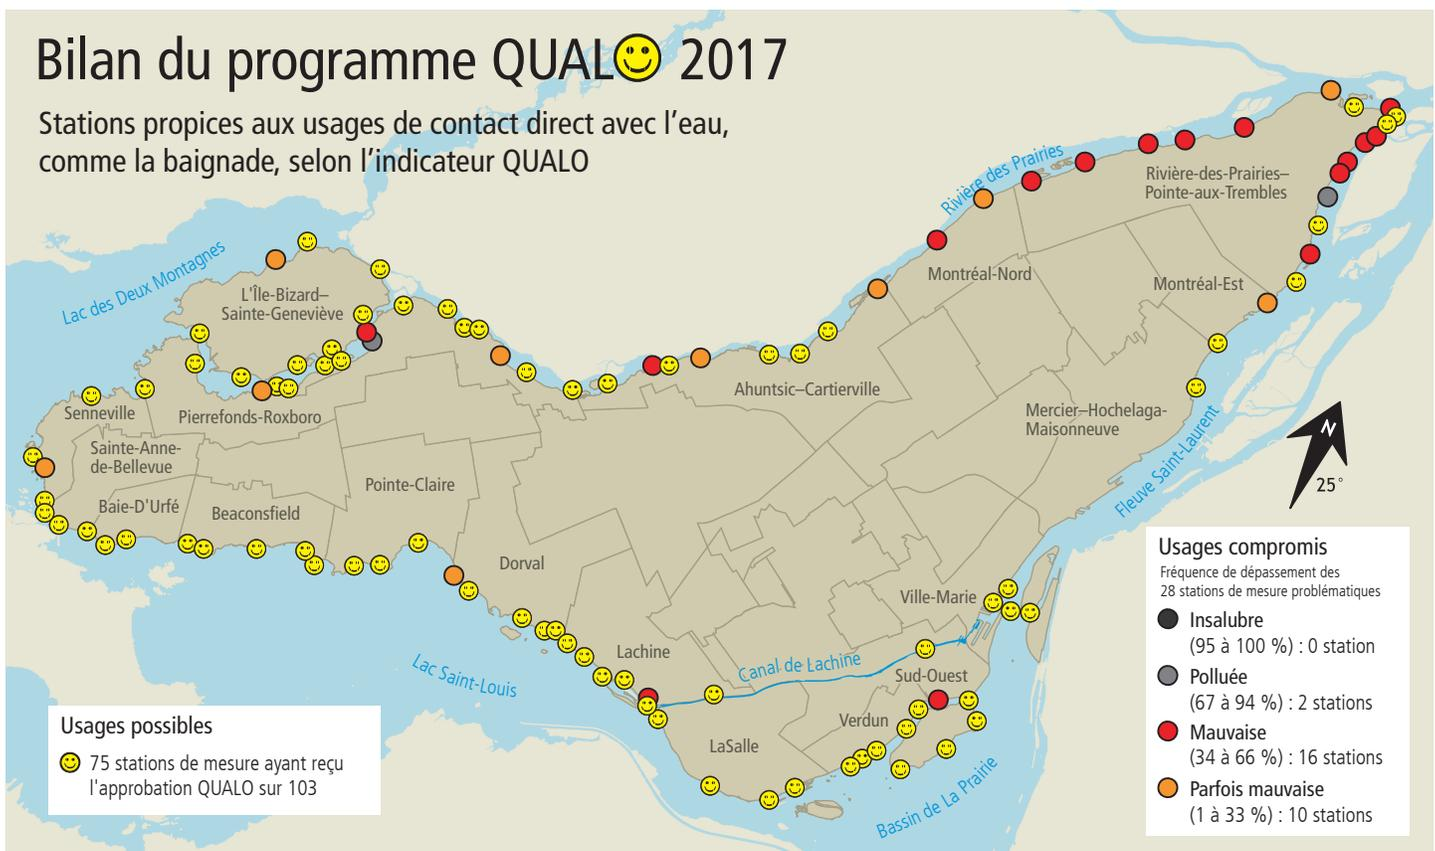 Bilan du programme QUALO 2017
Stations propices aux usages de contact direct avec l'eau,
comme la baignade, selon l'indicateur QUALO
Rivière des Prairies
Rivière-des-Prairies–
Pointe-aux-Trembles
Lac des Deux Montagnes
L'Île-Bizard–
Sainte-Geneviève
Montréal-Nord
Montréal-Est
Ahuntsic–Cartierville
Mercier–Hochelaga-
Maisonneuve
Senneville
Pierrefonds-Roxboro
Sainte-Anne-
de-Bellevue
Pointe-Claire
Baie-D'Urfé
Beaconsfield
Fleuve Saint-Laurent
N
25°
Dorval
Ville-Marie
Lachine
Canal de Lachine
Lac Saint-Louis
Sud-Ouest
Verdun
LaSalle
Bassin de La Prairie
Usages possibles
75 stations de mesure ayant reçu
l'approbation QUALO sur 103
Usages compromis
Fréquence de dépassement des
28 stations de mesure problématiques
Insalubre
(95 à 100 %) : 0 station
Polluée
(67 à 94 %) : 2 stations
Mauvaise
(34 à 66 %) : 16 stations
Parfois mauvaise
(1 à 33 %) : 10 stations